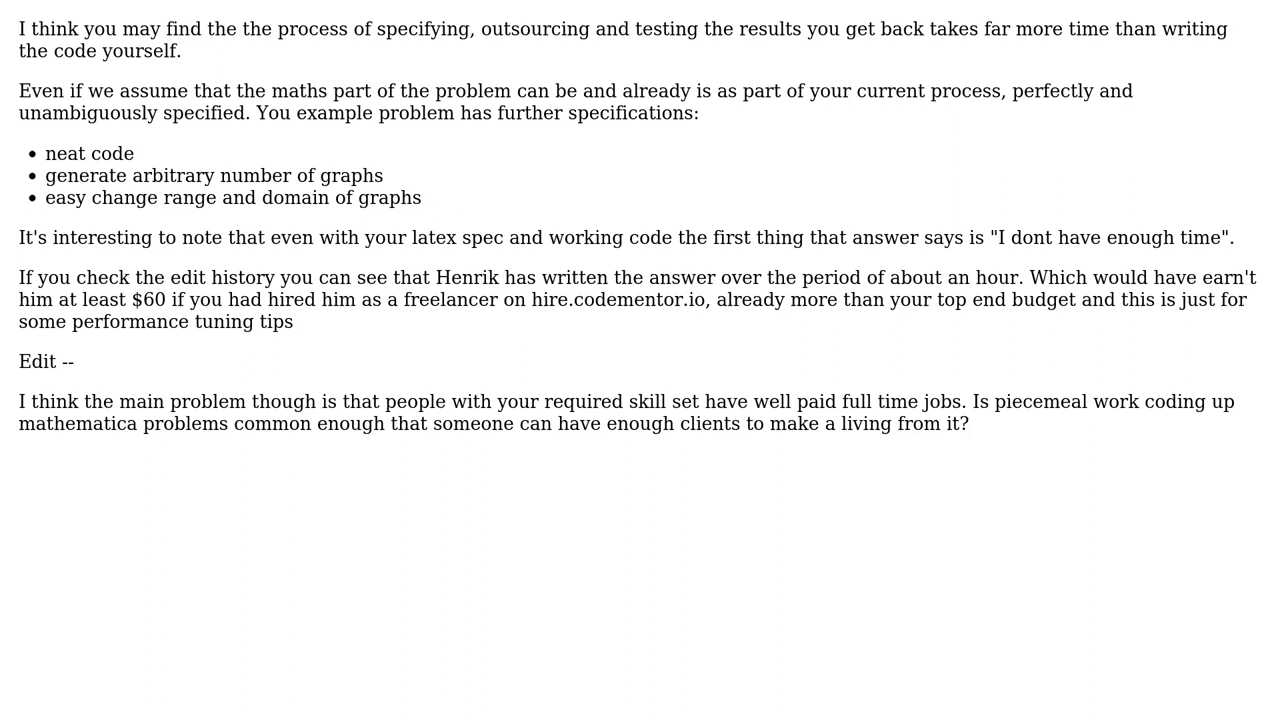 I think you may find the the process of specifying, outsourcing and testing the results you get back takes far more time than writing
the code yourself.
Even if we assume that the maths part of the problem can be and already is as part of your current process, perfectly and
unambiguously specified. You example problem has further specifications:
• neat code
• generate arbitrary number of graphs
• easy change range and domain of graphs
It's interesting to note that even with your latex spec and working code the first thing that answer says is "I dont have enough time".
If you check the edit history you can see that Henrik has written the answer over the period of about an hour. Which would have earn't
him at least $60 if you had hired him as a freelancer on hire.codementor.io, already more than your top end budget and this is just for
some performance tuning tips
Edit --
I think the main problem though is that people with your required skill set have well paid full time jobs. Is piecemeal work coding up
mathematica problems common enough that someone can have enough clients to make a living from it?